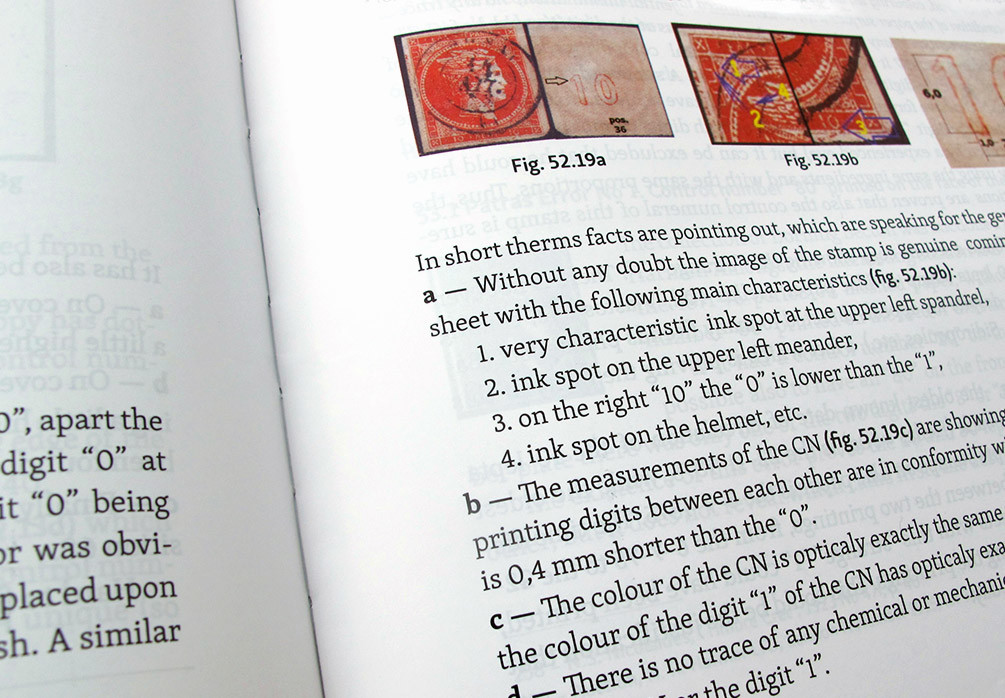 0", apart the
digit "0" at
it "0" being
or was obvi-
placed upon
sh. A similar
10
pos.
36
Fig. 52.19a
1
2
3
4
10
Fig. 52.19b
6,0
1,0
In short therms facts are pointing out, which are speaking for the ge
a — Without any doubt the image of the stamp is genuine comin
sheet with the following main characteristics (fig. 52.19b):
1. very characteristic ink spot at the upper left spandrel,
2. ink spot on the upper left meander,
3. on the right "10" the "0" is lower than the "1",
4. ink spot on the helmet, etc.
b — The measurements of the CN (fig. 52.19c) are showing
printing digits between each other are in conformity w
is 0,4 mm shorter than the "0".
c — The colour of the CN is opticaly exactly the same
the colour of the digit "1" of the CN has opticaly exa
d — There is no trace of any chemical or mechanic
the digit "1".